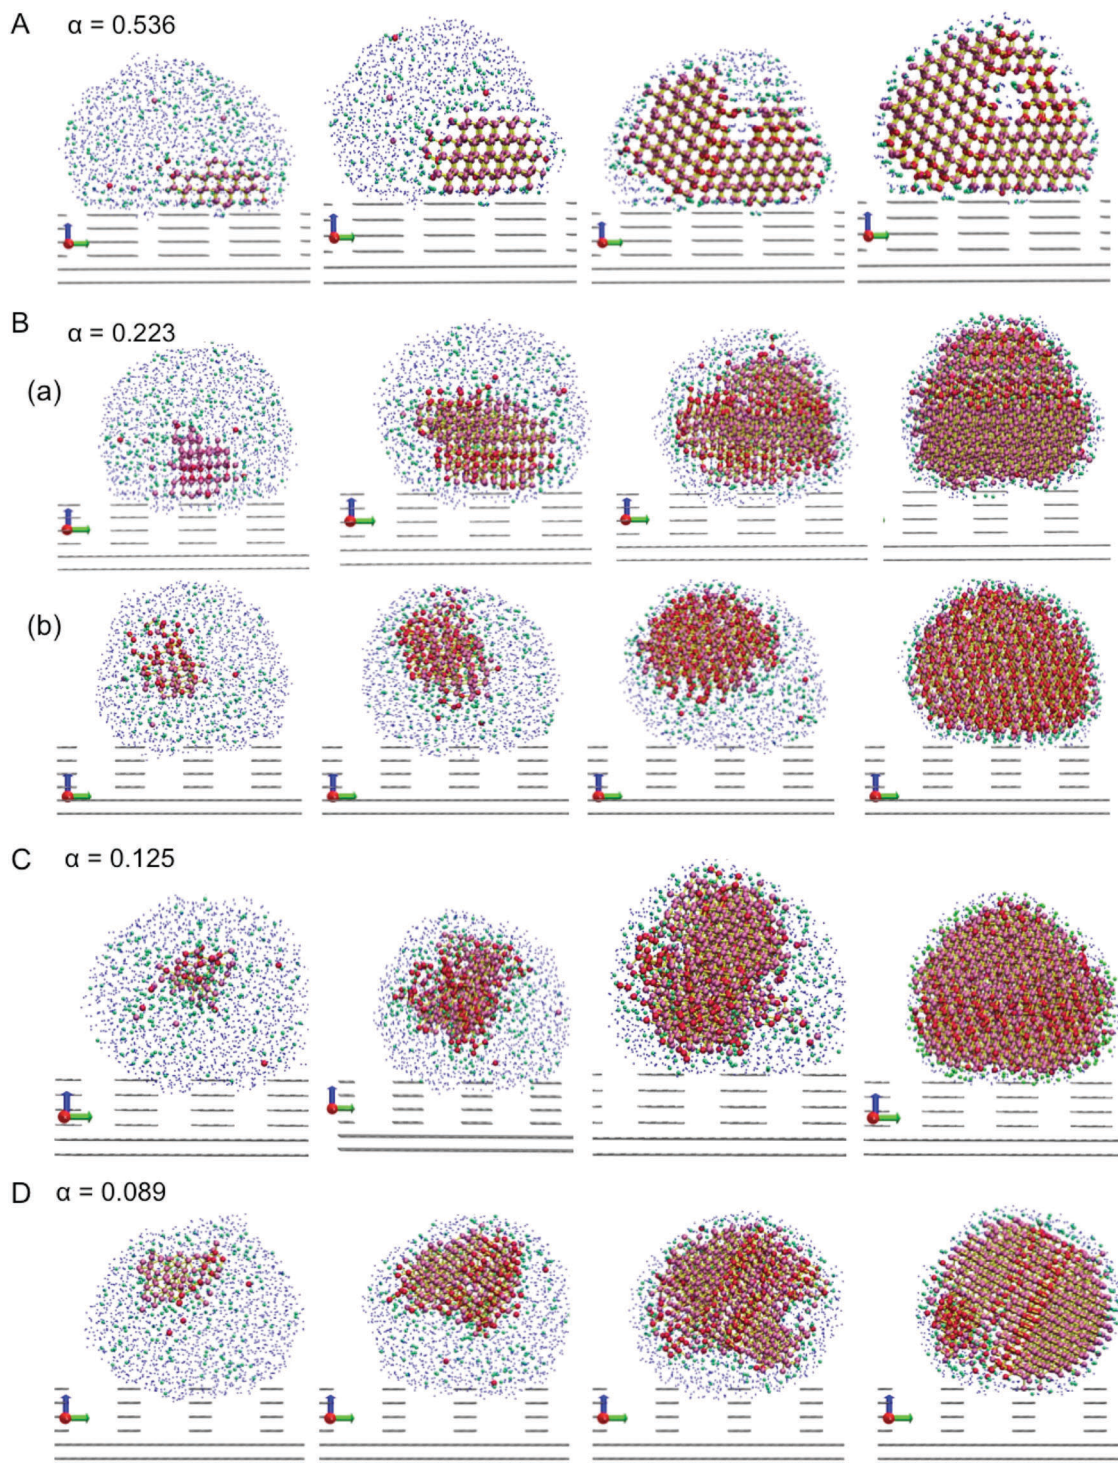 A α = 0.536
B α = 0.223
(a)
(b)
C α = 0.125
D α = 0.089